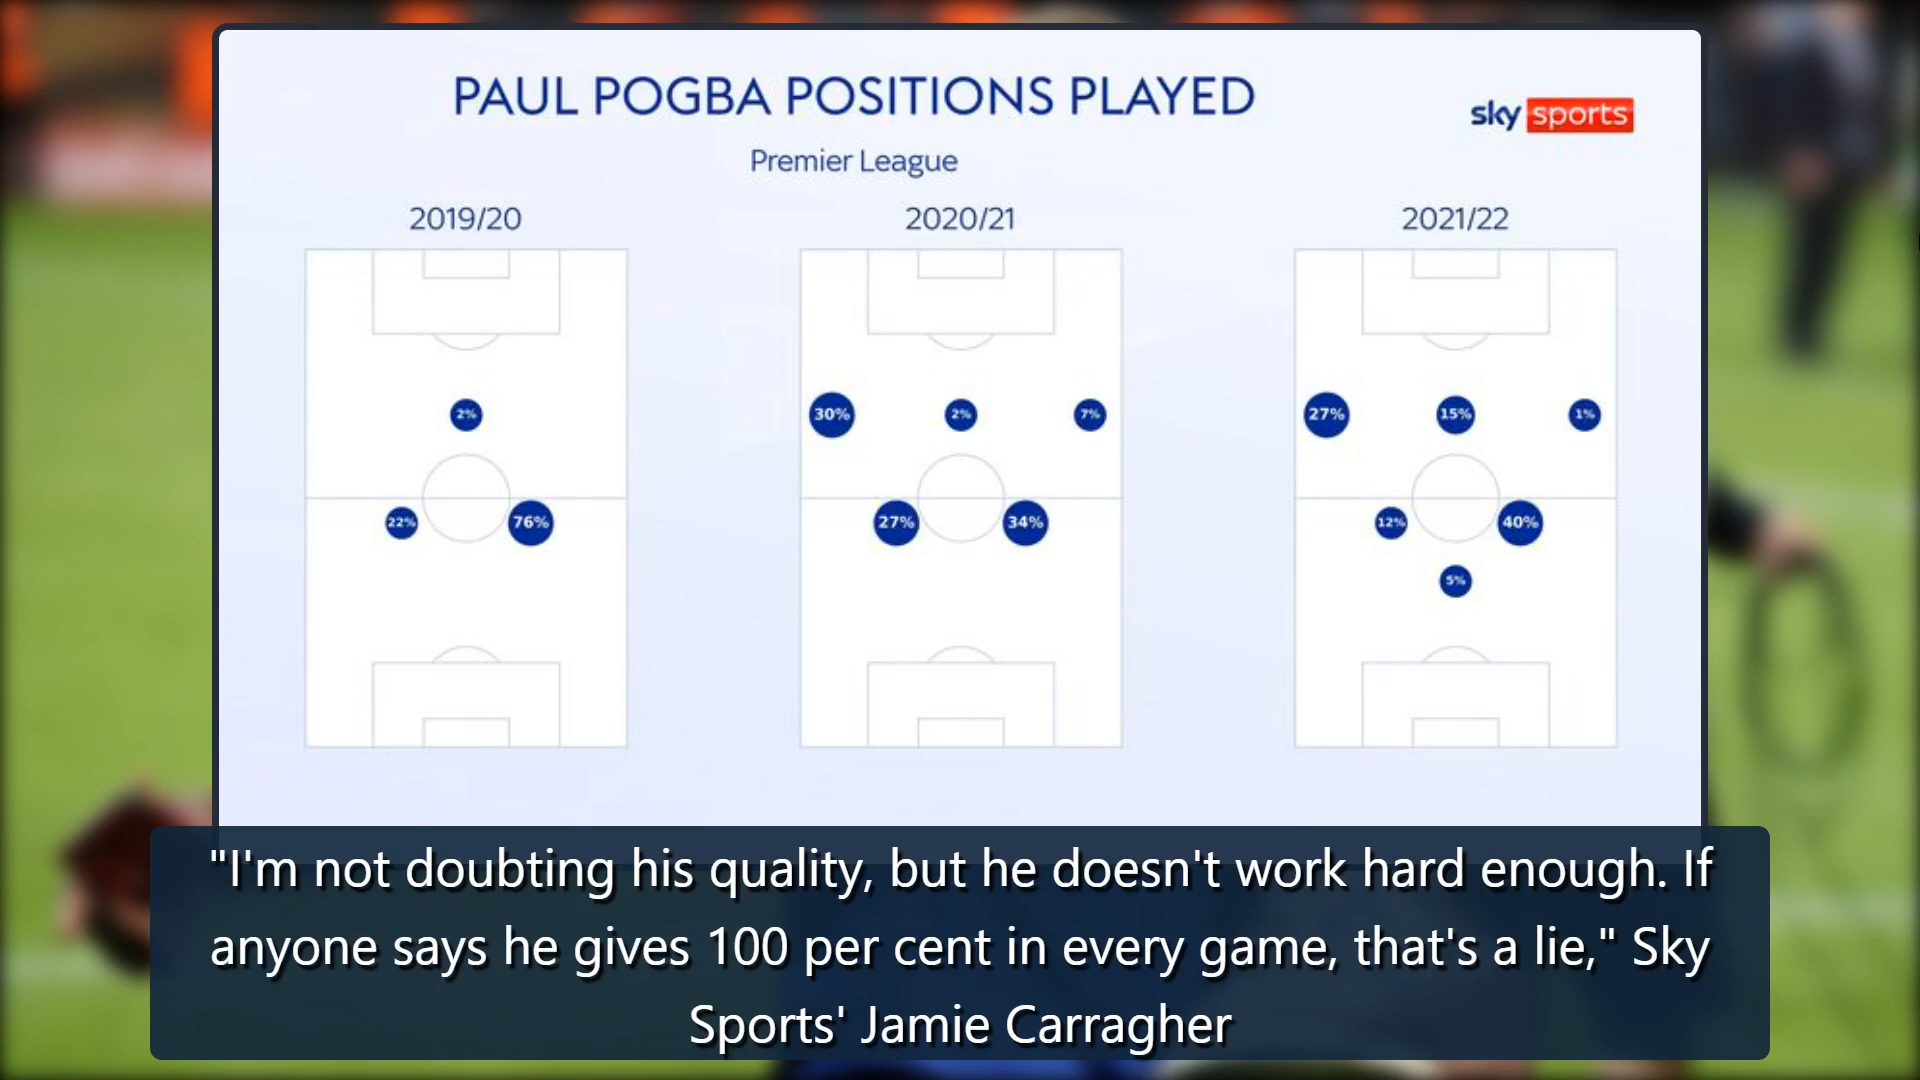 PAUL POGBA POSITIONS PLAYED
sky sports
Premier League
2019/20
2020/21
2021/22
2%
30%
2%
7%
27%
15%
1%
22%
76%
27%
34%
12%
40%
5%
"I'm not doubting his quality, but he doesn't work hard enough. If
anyone says he gives 100 per cent in every game, that's a lie," Sky
Sports' Jamie Carragher